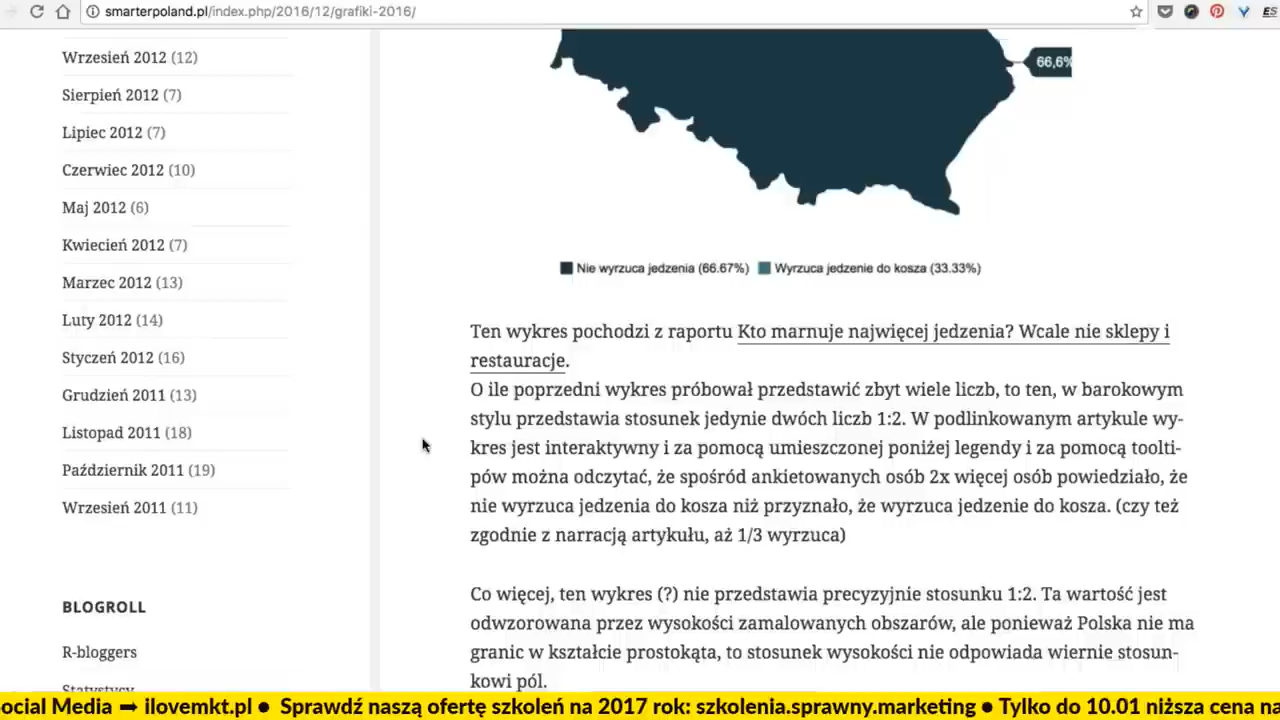 smarterpoland.pl/index.php/2016/12/grafiki-2016/
ES
Wrzesień 2012 (12)
Sierpień 2012 (7)
Lipiec 2012 (7)
Czerwiec 2012 (10)
Maj 2012 (6)
Kwiecień 2012 (7)
Marzec 2012 (13)
Luty 2012 (14)
Styczeń 2012 (16)
Grudzień 2011 (13)
Listopad 2011 (18)
Październik 2011 (19)
Wrzesień 2011 (11)
BLOGROLL
R-bloggers
Statystycy
66,6%
Nie wyrzuca jedzenia (66.67%) Wyrzuca jedzenie do kosza (33.33%)
Ten wykres pochodzi z raportu Kto marnuje najwięcej jedzenia? Wcale nie sklepy i
restauracje.
O ile poprzedni wykres próbował przedstawić zbyt wiele liczb, to ten, w barokowym
stylu przedstawia stosunek jedynie dwóch liczb 1:2. W podlinkowanym artykule wy-
kres jest interaktywny i za pomocą umieszczonej poniżej legendy i za pomocą toolti-
pów można odczytać, że spośród ankietowanych osób 2x więcej osób powiedziało, że
nie wyrzuca jedzenia do kosza niż przyznało, że wyrzuca jedzenie do kosza. (czy też
zgodnie z narracją artykułu, aż 1/3 wyrzuca)
Co więcej, ten wykres (?) nie przedstawia precyzyjnie stosunku 1:2. Ta wartość jest
odwzorowana przez wysokości zamalowanych obszarów, ale ponieważ Polska nie ma
granic w kształcie prostokąta, to stosunek wysokości nie odpowiada wiernie stosun-
kowi pól.
ocial Media ➡ ilovemkt.pl ● Sprawdź naszą ofertę szkoleń na 2017 rok: szkolenia.sprawny.marketing ● Tylko do 10.01 niższa cena na